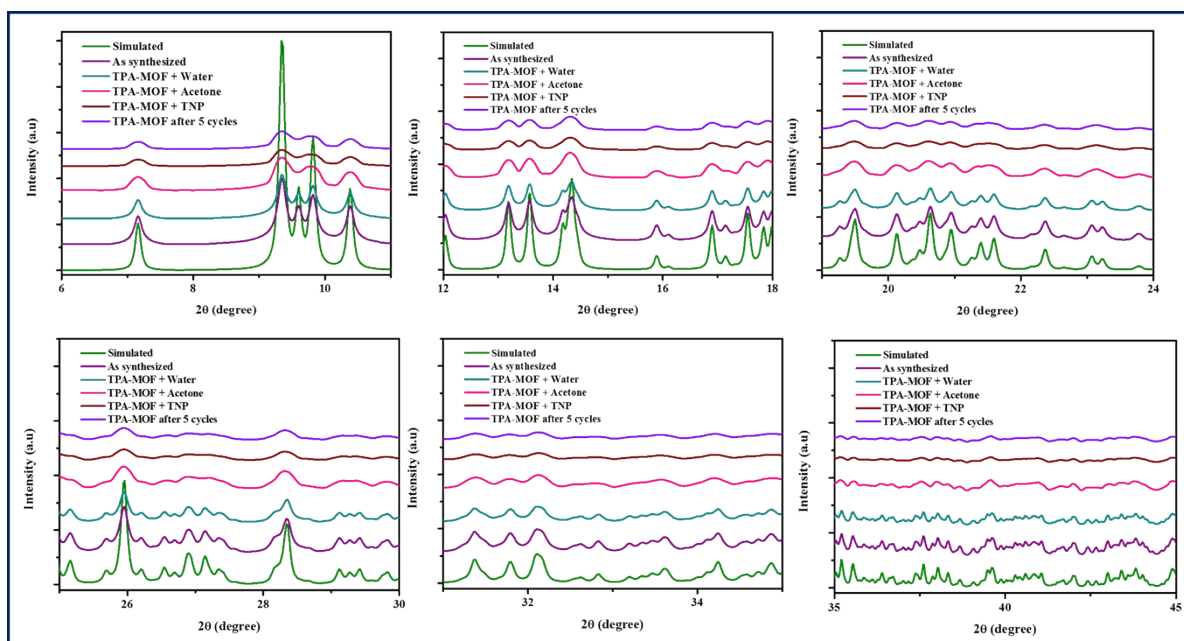 Simulated
As synthesized
TPA-MOF + Water
TPA-MOF + Acetone
TPA-MOF + TNP
TPA-MOF after 5 cycles
Intensity (a.u)
6 7 8 9 10
2θ (degree)
Simulated
As synthesized
TPA-MOF + Water
TPA-MOF + Acetone
TPA-MOF + TNP
TPA-MOF after 5 cycles
Intensity (a.u)
12 13 14 15 16 17 18
2θ (degree)
Simulated
As synthesized
TPA-MOF + Water
TPA-MOF + Acetone
TPA-MOF + TNP
TPA-MOF after 5 cycles
Intensity (a.u)
20 21 22 23 24
2θ (degree)
Simulated
As synthesized
TPA-MOF + Water
TPA-MOF + Acetone
TPA-MOF + TNP
TPA-MOF after 5 cycles
Intensity (a.u)
26 28 30
2θ (degree)
Simulated
As synthesized
TPA-MOF + Water
TPA-MOF + Acetone
TPA-MOF + TNP
TPA-MOF after 5 cycles
Intensity (a.u)
32 34
2θ (degree)
Simulated
As synthesized
TPA-MOF + Water
TPA-MOF + Acetone
TPA-MOF + TNP
TPA-MOF after 5 cycles
Intensity (a.u)
35 40 45
2θ (degree)